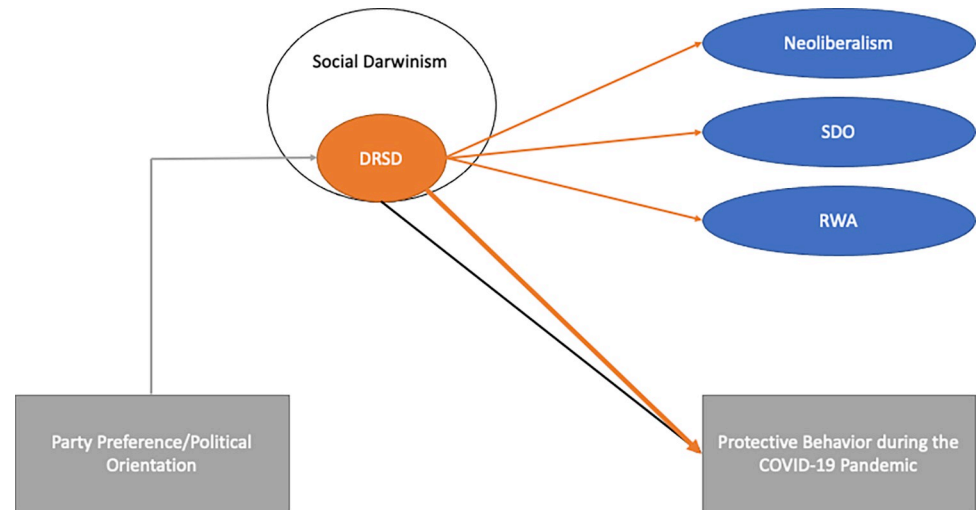 Neoliberalism
Social Darwinism
SDO
DRSD
RWA
Party Preference/Political
Orientation
Protective Behavior during the
COVID-19 Pandemic